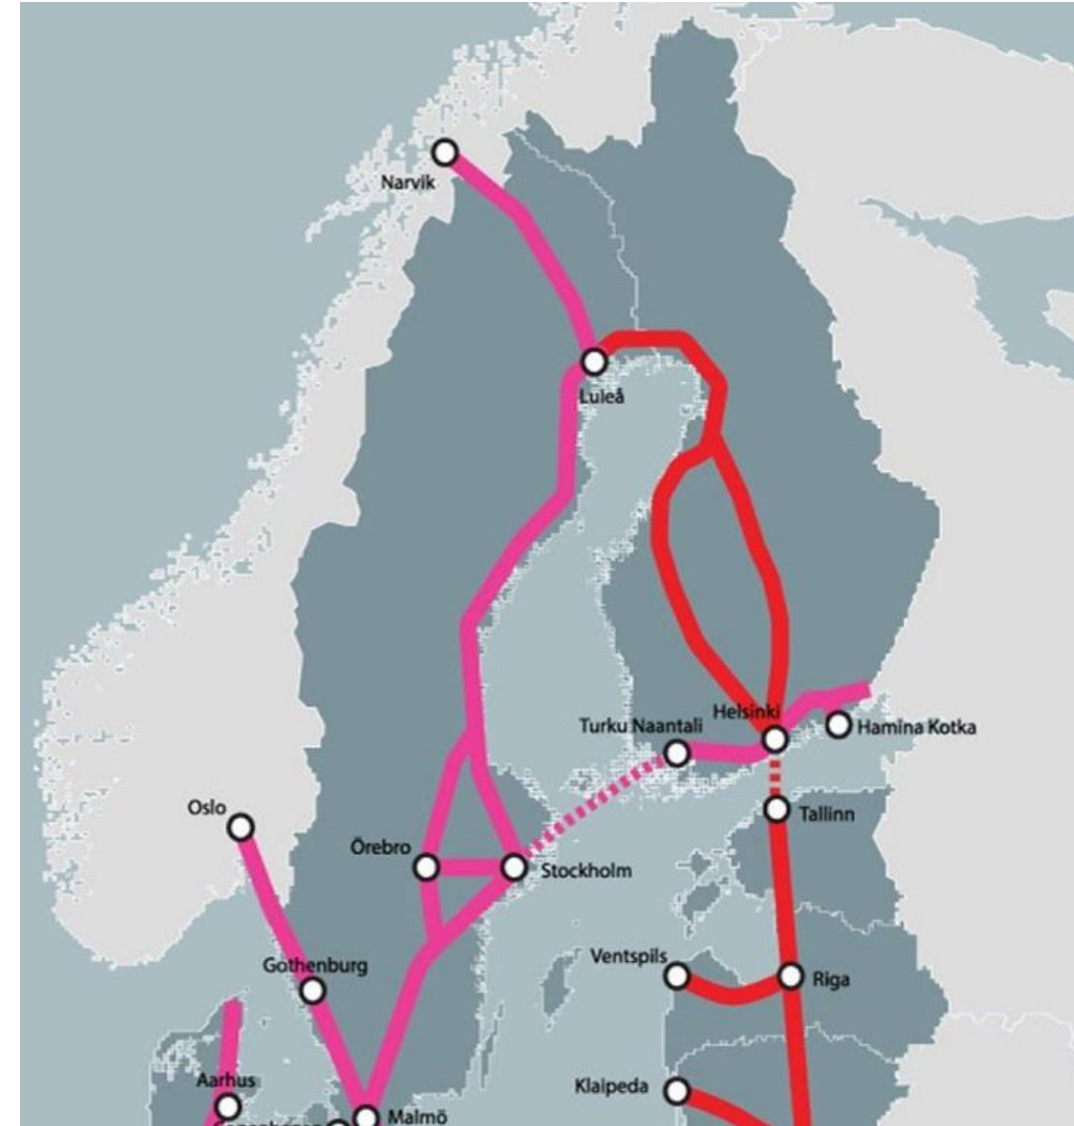 Narvik
Luleå
Helsinki
Turku Naantali
Hamina Kotka
Oslo
Tallinn
Örebro
Stockholm
Ventspils
Gothenburg
Riga
Aarhus
Klaipeda
Malmö